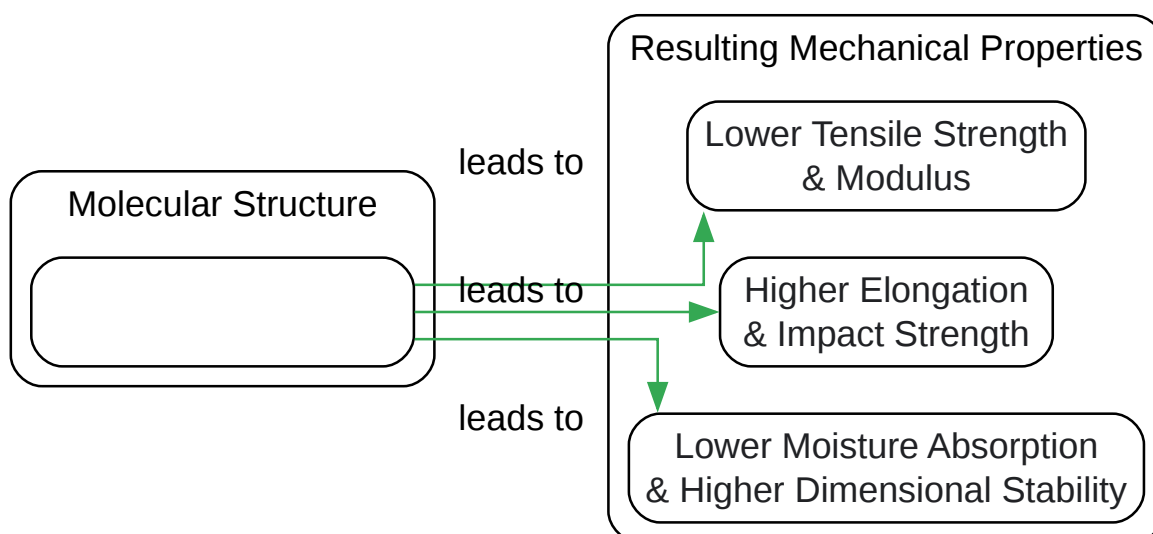 Resulting Mechanical Properties
Lower Tensile Strength
& Modulus
leads to
Molecular Structure
leads to
Higher Elongation
& Impact Strength
leads to
Lower Moisture Absorption
& Higher Dimensional Stability